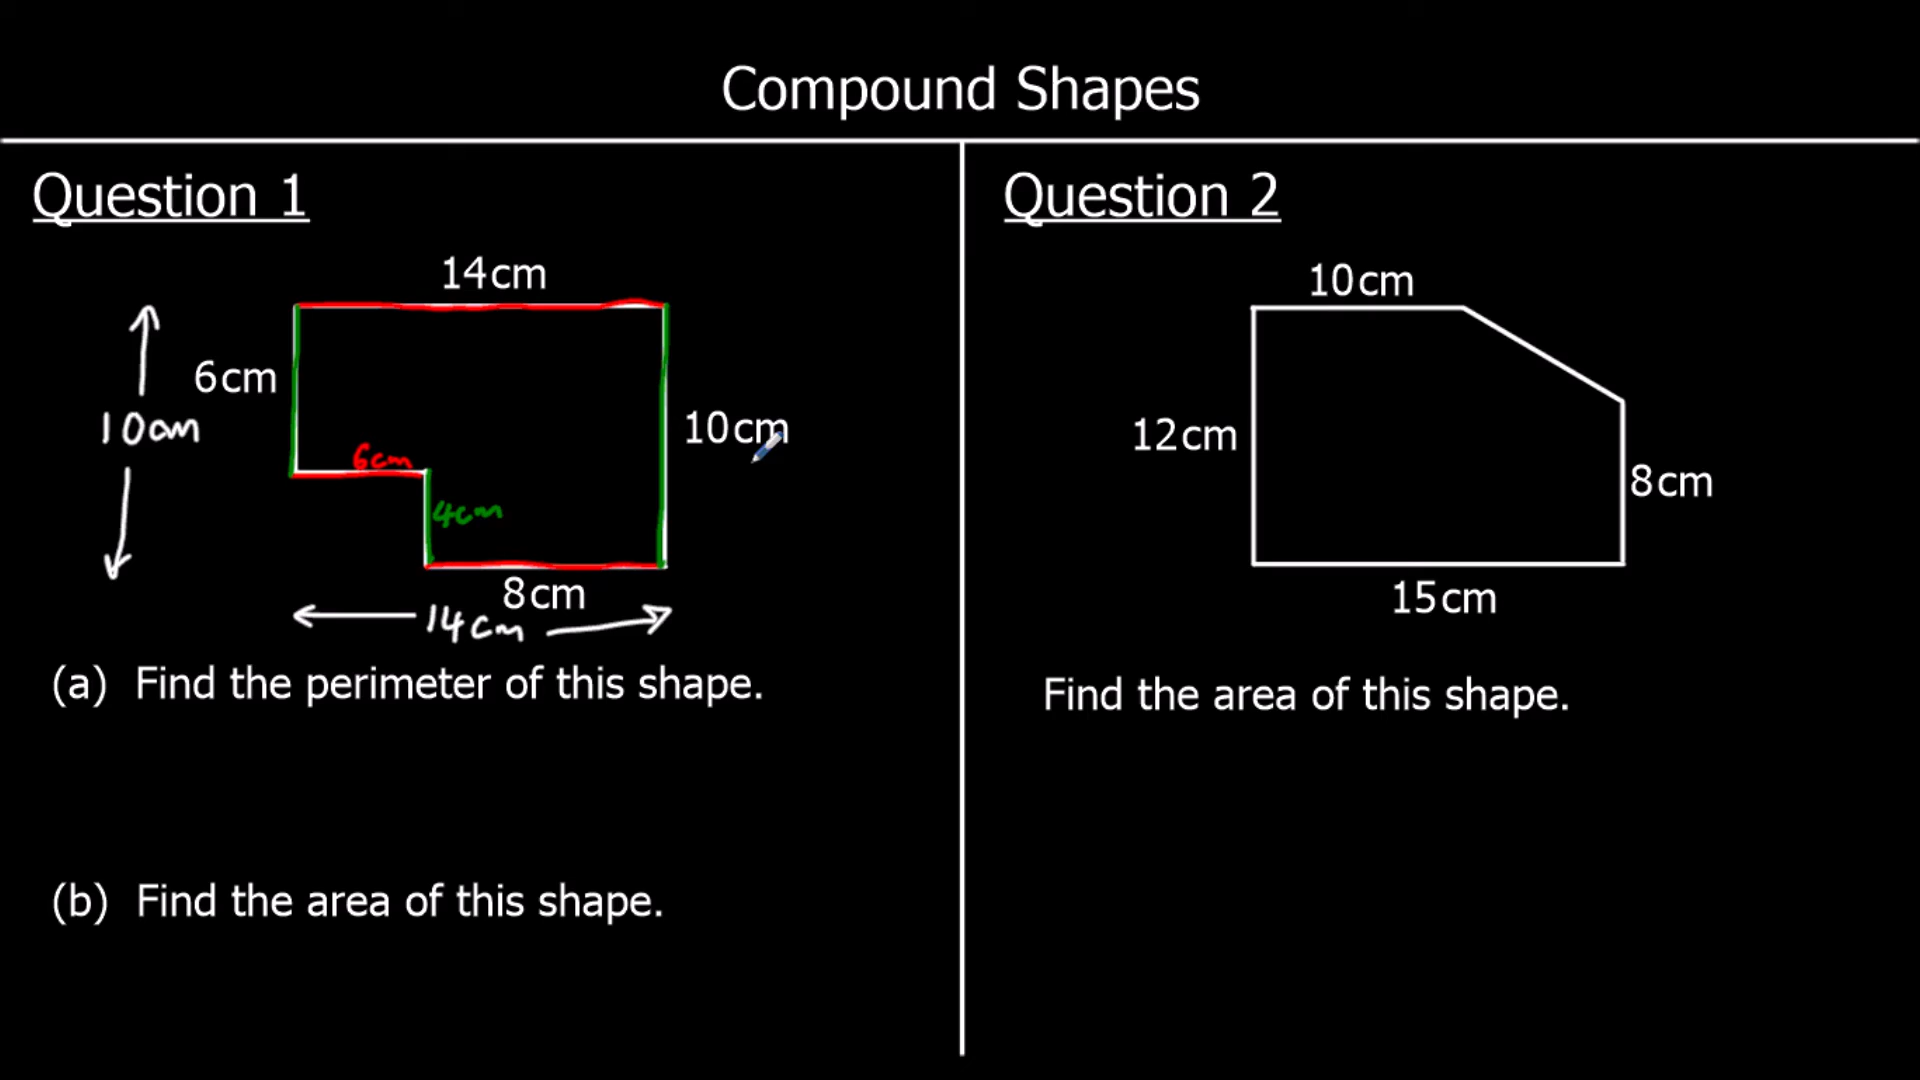 Compound Shapes
Question 1
14cm
6cm
10cm
6cm
10cm
4cm
8cm
14cm
(a) Find the perimeter of this shape.
(b) Find the area of this shape.
Question 2
10cm
12cm
8cm
15cm
Find the area of this shape.